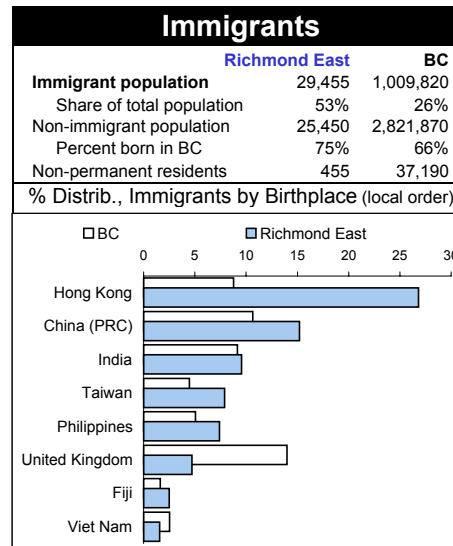 Immigrants
Richmond East BC
Immigrant population 29,455 1,009,820
Share of total population 53% 26%
Non-immigrant population 25,450 2,821,870
Percent born in BC 75% 66%
Non-permanent residents 455 37,190
% Distrib., Immigrants by Birthplace (local order)
BC Richmond East
0 5 10 15 20 25 30
Hong Kong
China (PRC)
India
Taiwan
Philippines
United Kingdom
Fiji
Viet Nam